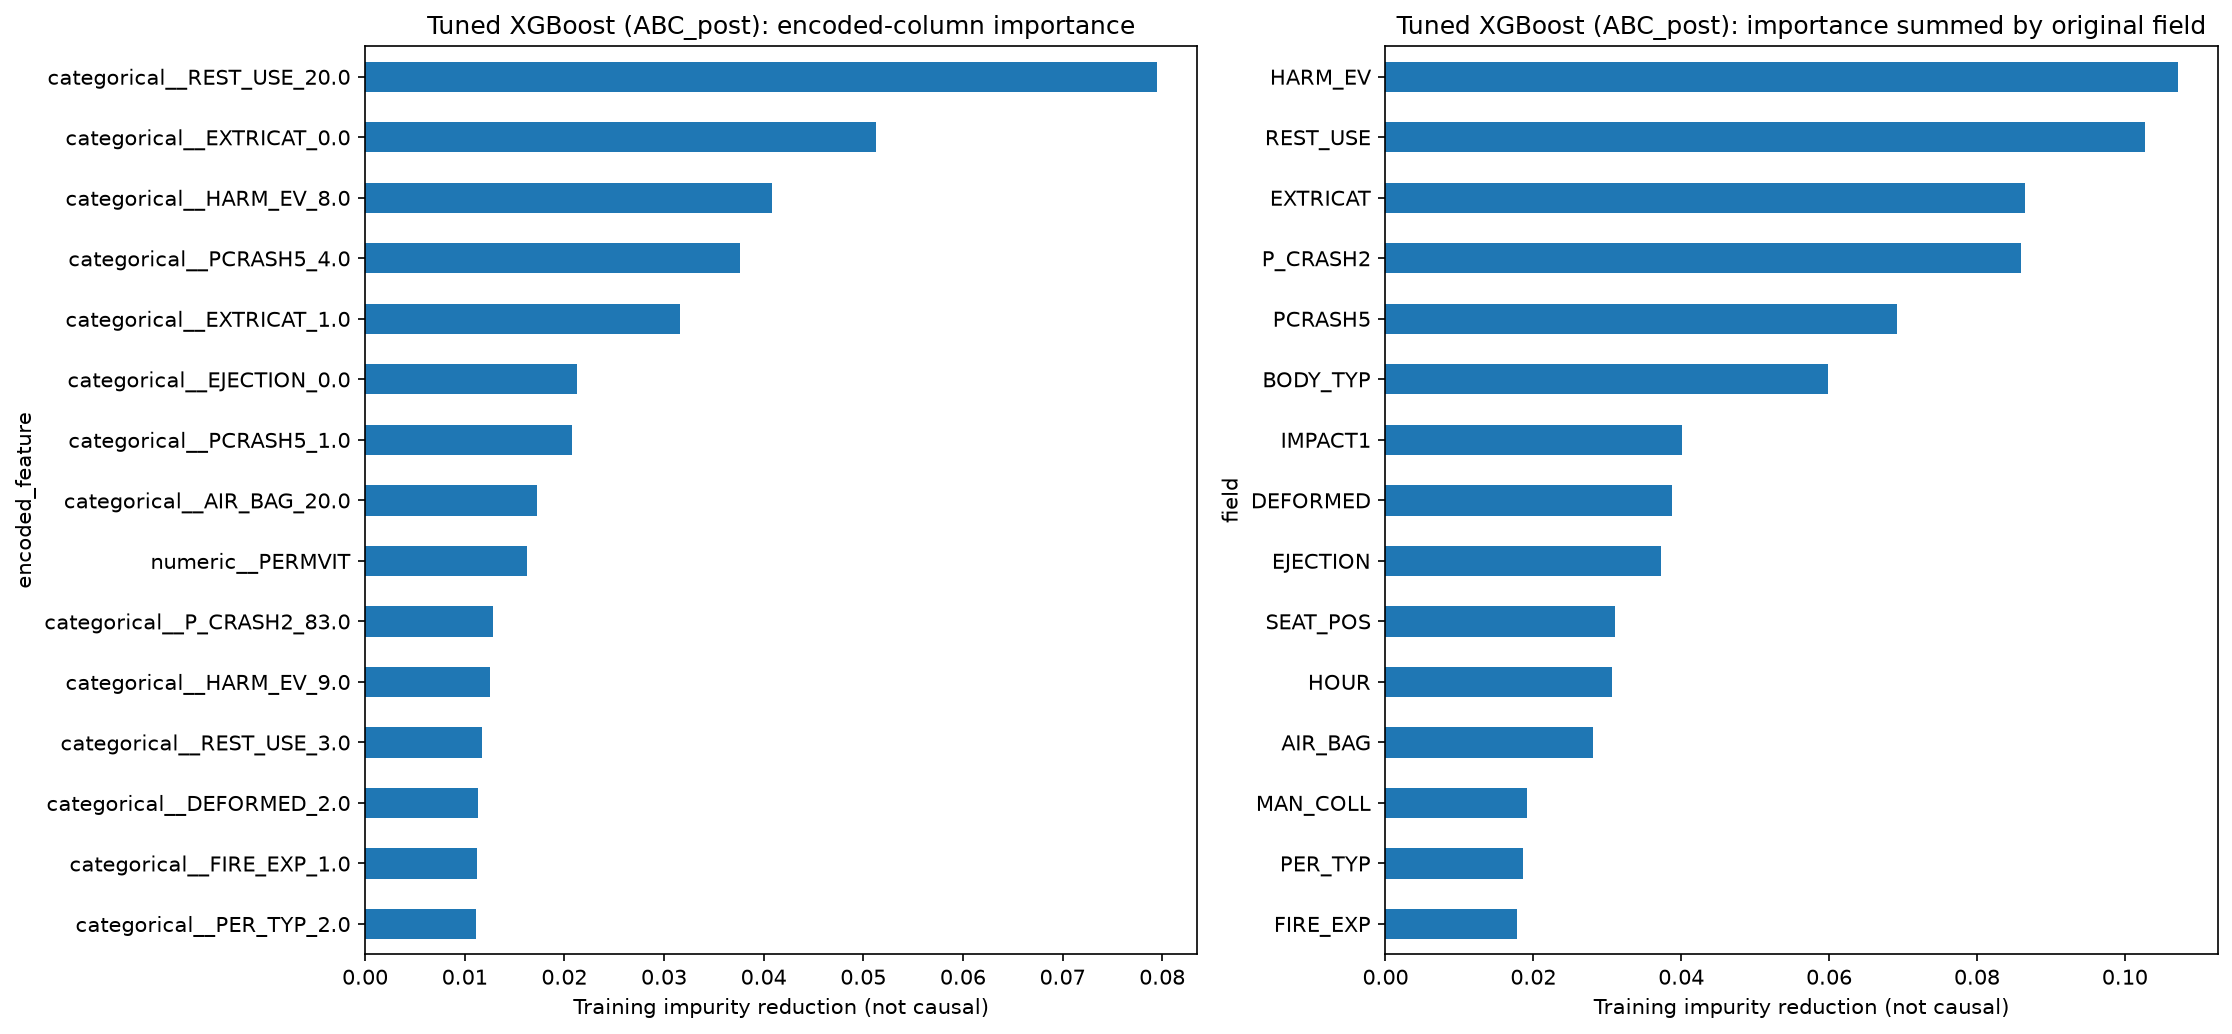 Tuned XGBoost (ABC_post): encoded-column importance
encoded_feature
categorical__REST_USE_20.0
categorical__EXTRICAT_0.0
categorical__HARM_EV_8.0
categorical__PCRASH5_4.0
categorical__EXTRICAT_1.0
categorical__EJECTION_0.0
categorical__PCRASH5_1.0
categorical__AIR_BAG_20.0
numeric__PERMVIT
categorical__P_CRASH2_83.0
categorical__HARM_EV_9.0
categorical__REST_USE_3.0
categorical__DEFORMED_2.0
categorical__FIRE_EXP_1.0
categorical__PER_TYP_2.0
0.00 0.01 0.02 0.03 0.04 0.05 0.06 0.07 0.08
Training impurity reduction (not causal)
Tuned XGBoost (ABC_post): importance summed by original field
field
HARM_EV
REST_USE
EXTRICAT
P_CRASH2
PCRASH5
BODY_TYP
IMPACT1
DEFORMED
EJECTION
SEAT_POS
HOUR
AIR_BAG
MAN_COLL
PER_TYP
FIRE_EXP
0.00 0.02 0.04 0.06 0.08 0.10
Training impurity reduction (not causal)